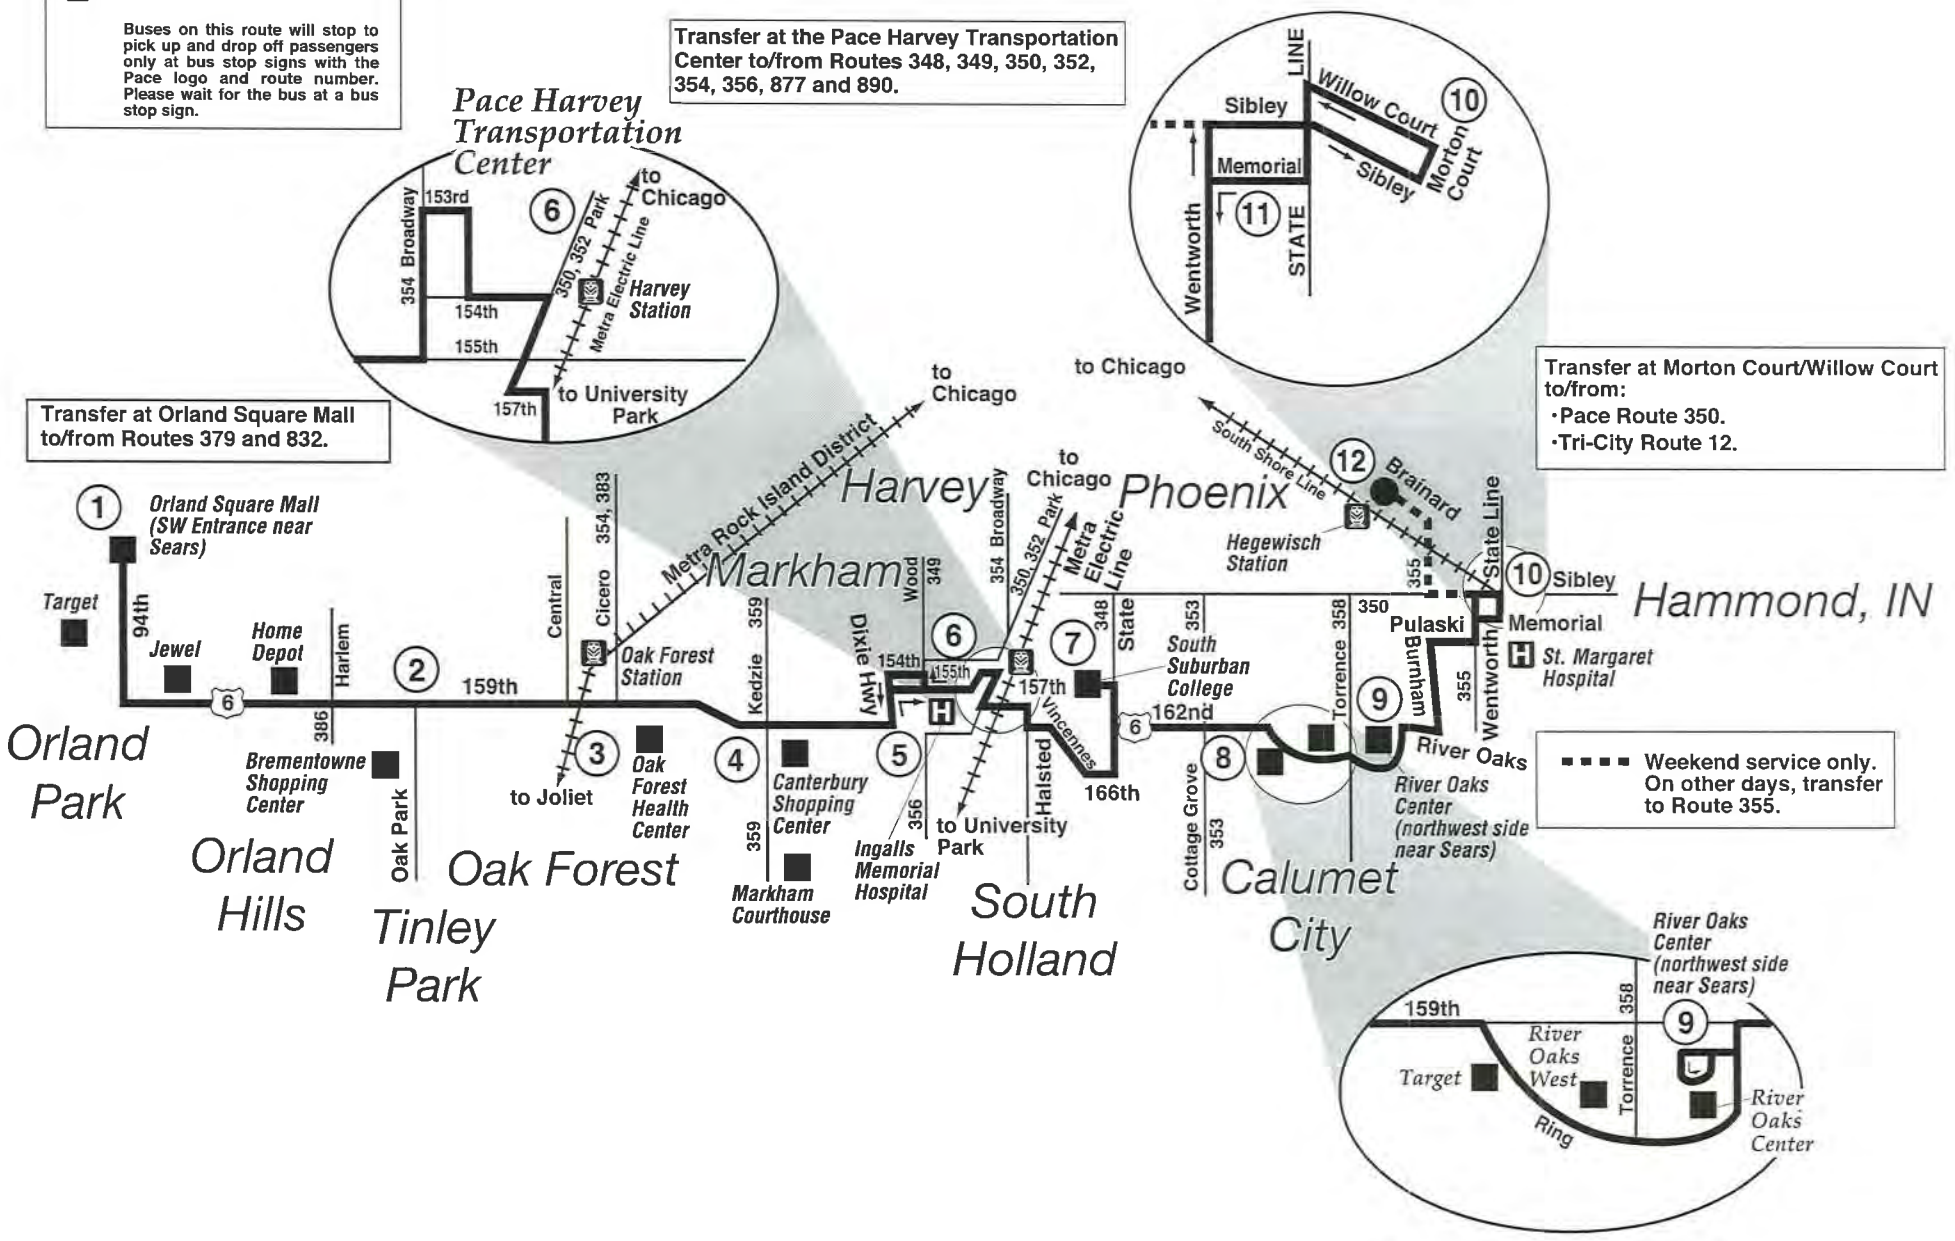 Buses on this route will stop to
pick up and drop off passengers
only at bus stop signs with the
Pace logo and route number.
Please wait for the bus at a bus
stop sign.
Transfer at the Pace Harvey Transportation
Center to/from Routes 348, 349, 350, 352,
354, 356, 877 and 890.
Pace Harvey
Transportation
Center
153rd
354 Broadway
6
350, 352 Park
to
Chicago
Metra Electric Line
Harvey
Station
154th
155th
157th
to University
Park
LINE
STATE
Willow Court
10
Sibley
Sibley
Morton
Court
Memorial
11
Wentworth
Transfer at Morton Court/Willow Court
to/from:
•Pace Route 350.
•Tri-City Route 12.
Transfer at Orland Square Mall
to/from Routes 379 and 832.
1
Orland Square Mall
(SW Entrance near
Sears)
Target
94th
Jewel
Home
Depot
6
Harlem
386
2
159th
Brementowne
Shopping
Center
Oak Park
Central
Cicero 354, 383
Oak Forest
Station
Metra Rock Island District
to
Chicago
3
to Joliet
Oak
Forest
Health
Center
Markham
359
Kedzie
4
Canterbury
Shopping
Center
359
Markham
Courthouse
Dixie Hwy
Wood
349
154th
155th
6
H
5
356
Ingalls
Memorial
Hospital
Harvey
354 Broadway
350, 352 Park
to
Chicago
Metra
Electric
Line
157th
to University
Park
Halsted
Vincennes
166th
7
348
State
South
Suburban
College
6
162nd
353
Cottage Grove
353
8
358
Torrence
9
River Oaks
River Oaks
Center
(northwest side
near Sears)
Phoenix
to Chicago
South Shore Line
12
Brainard
Hegewisch
Station
355
350
Pulaski
Burnham
355
Wentworth
State Line
10
Sibley
Memorial
H
St. Margaret
Hospital
Hammond, IN
Weekend service only.
On other days, transfer
to Route 355.
Orland
Park
Orland
Hills
Tinley
Park
Oak Forest
South
Holland
Calumet
City
River Oaks
Center
(northwest side
near Sears)
159th
358
9
River
Oaks
West
Target
Torrence
Ring
River
Oaks
Center